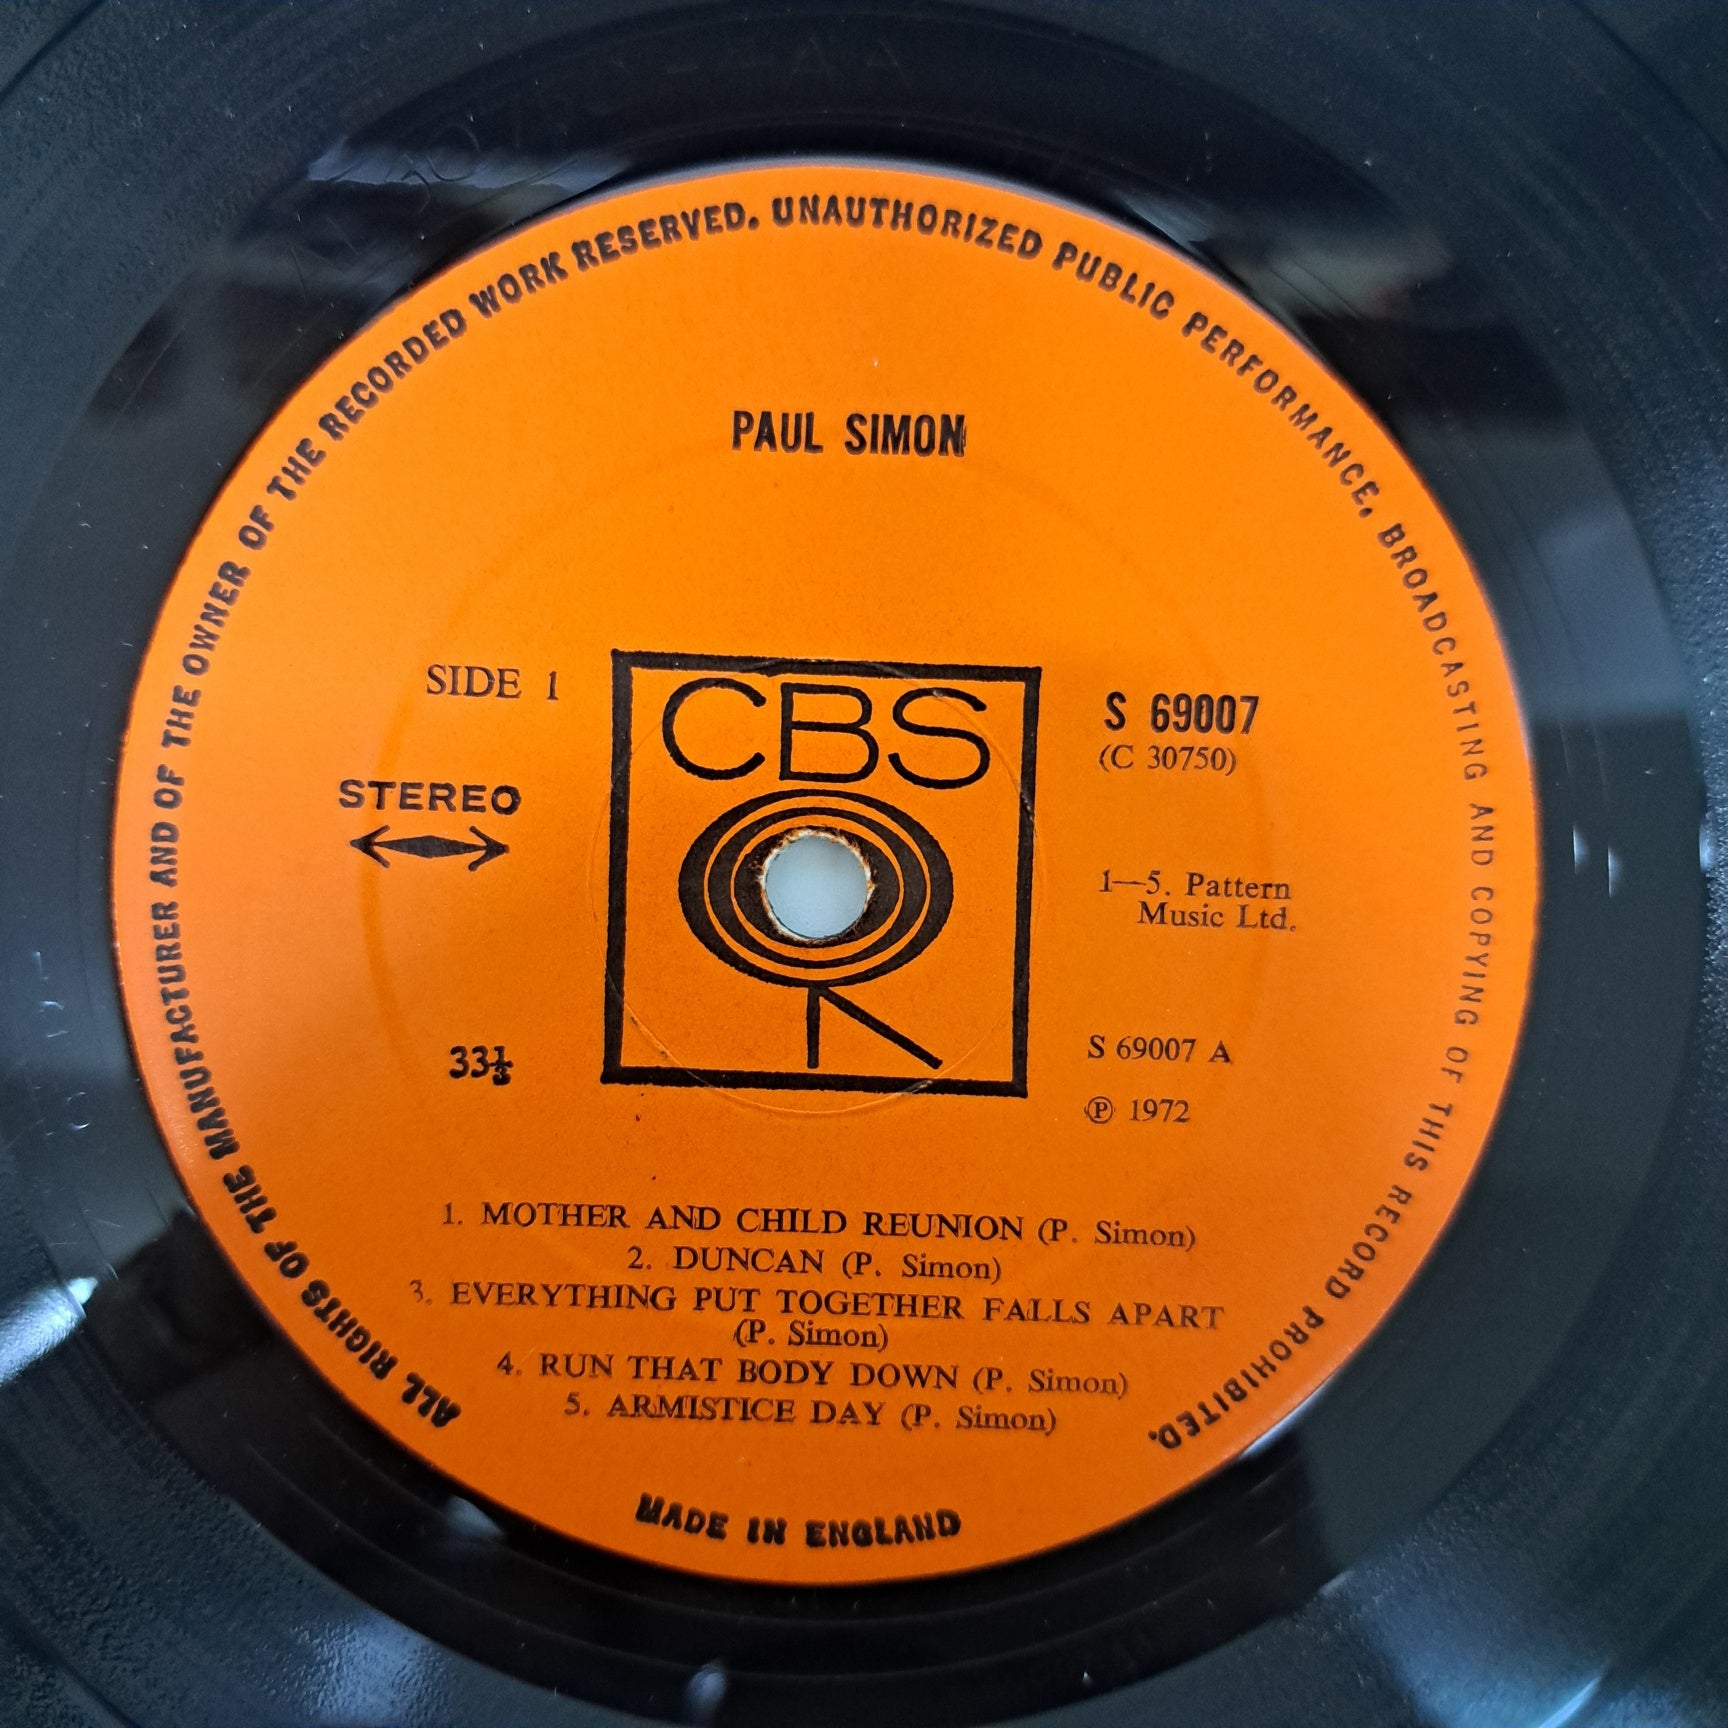 ALL RIGHTS OF THE MANUFACTURER AND OF THE OWNER OF THE RECORDED WORK RESERVED. UNAUTHORIZED PUBLIC PERFORMANCE, BROADCASTING AND COPYING OF THIS RECORD PROHIBITED.
PAUL SIMON
SIDE 1
STEREO
33⅓
CBS
S 69007
(C 30750)
1—5. Pattern
Music Ltd.
S 69007 A
℗ 1972
1. MOTHER AND CHILD REUNION (P. Simon)
2. DUNCAN (P. Simon)
3. EVERYTHING PUT TOGETHER FALLS APART
(P. Simon)
4. RUN THAT BODY DOWN (P. Simon)
5. ARMISTICE DAY (P. Simon)
MADE IN ENGLAND